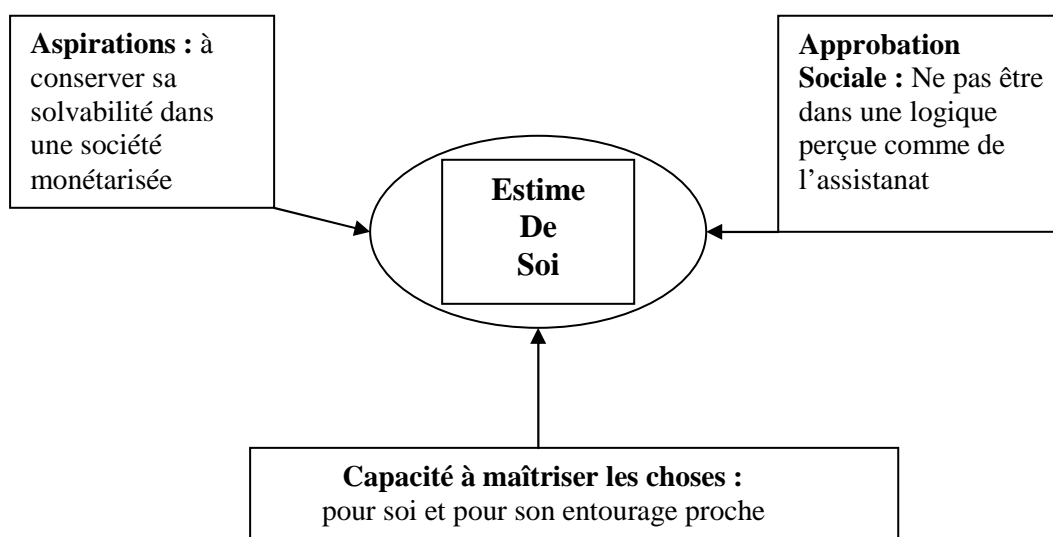 Aspirations : à
conserver sa
solvabilité dans
une société
monétarisée
Approbation
Sociale : Ne pas être
dans une logique
perçue comme de
l’assistanat
Estime
De
Soi
Capacité à maîtriser les choses :
pour soi et pour son entourage proche